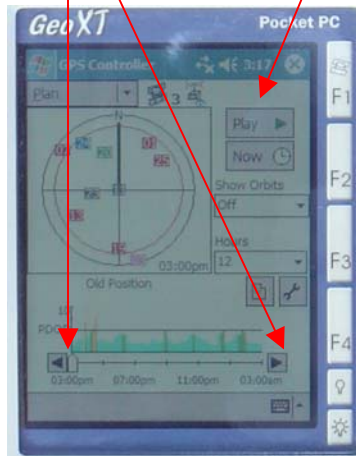 GeoXT Pocket PC
GPS Controller 3:17
Plan 3
Play
Now
Show Orbits
Off
Hours
12
N
03:00pm
Old Position
10
PDOP
03:00pm 07:00pm 11:00pm 03:00am
F1
F2
F3
F4